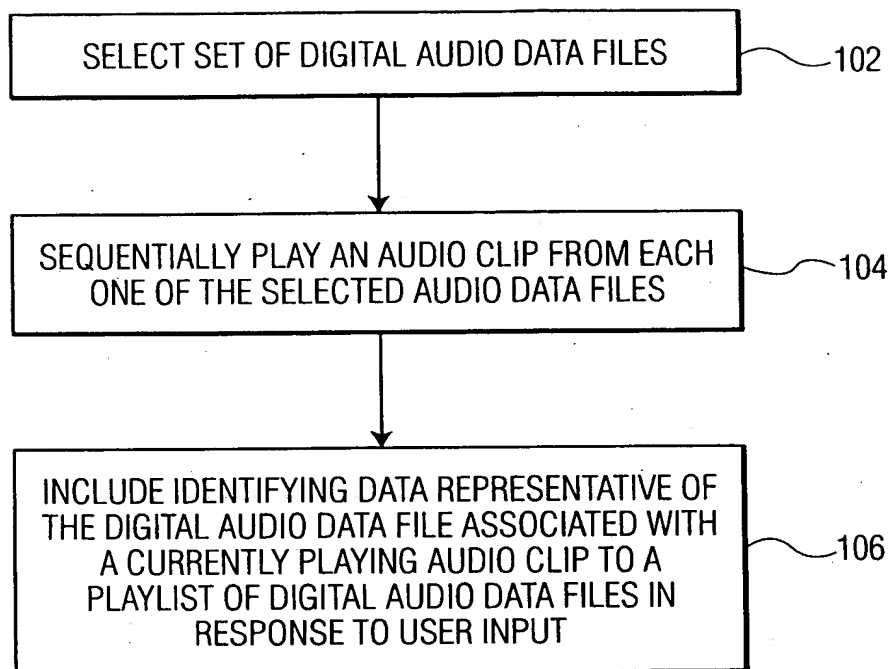 SELECT SET OF DIGITAL AUDIO DATA FILES
102
SEQUENTIALLY PLAY AN AUDIO CLIP FROM EACH
ONE OF THE SELECTED AUDIO DATA FILES
104
INCLUDE IDENTIFYING DATA REPRESENTATIVE OF
THE DIGITAL AUDIO DATA FILE ASSOCIATED WITH
A CURRENTLY PLAYING AUDIO CLIP TO A
PLAYLIST OF DIGITAL AUDIO DATA FILES IN
RESPONSE TO USER INPUT
106